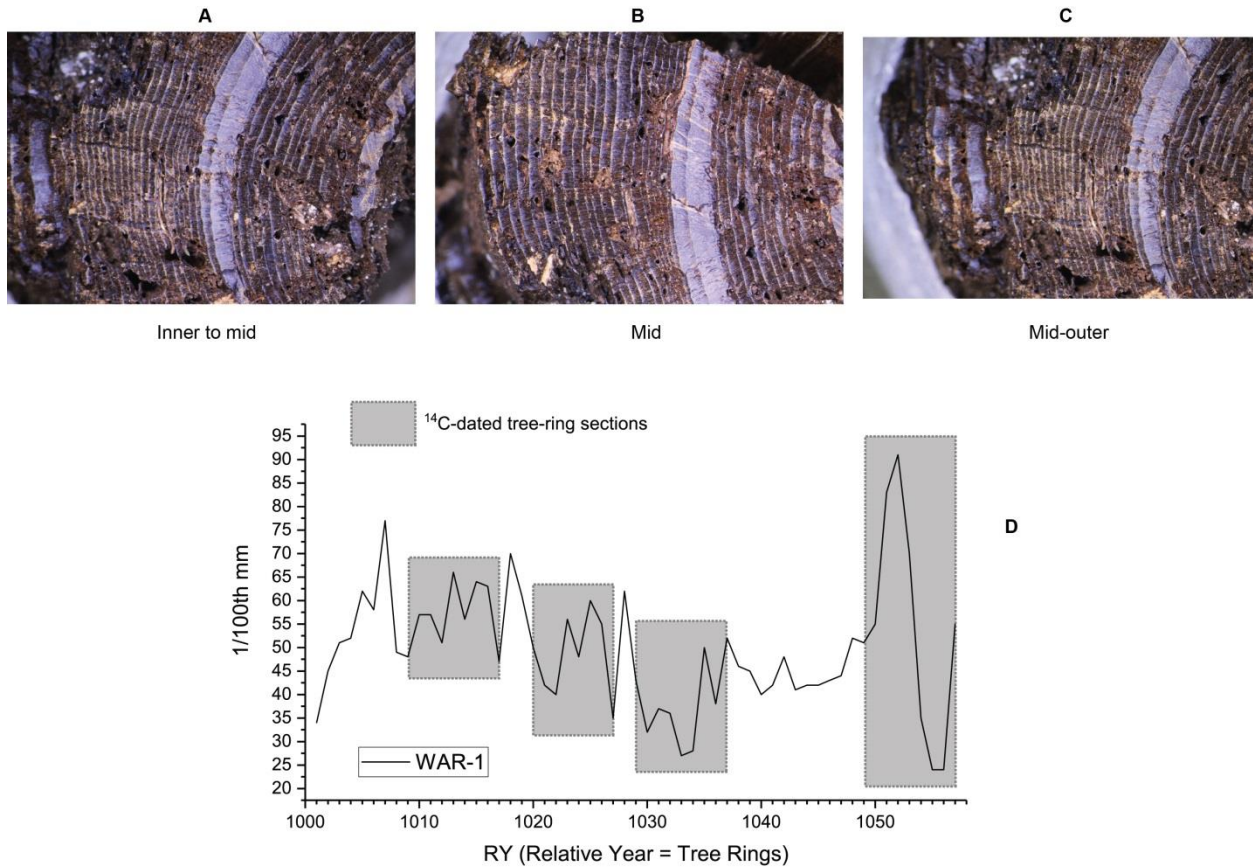 A
B
C
Inner to mid
Mid
Mid-outer
¹⁴C-dated tree-ring sections
95
90
85
80
75
70
65
60
55
50
45
40
35
30
25
20
1/100th mm
D
WAR-1
1000
1010
1020
1030
1040
1050
RY (Relative Year = Tree Rings)